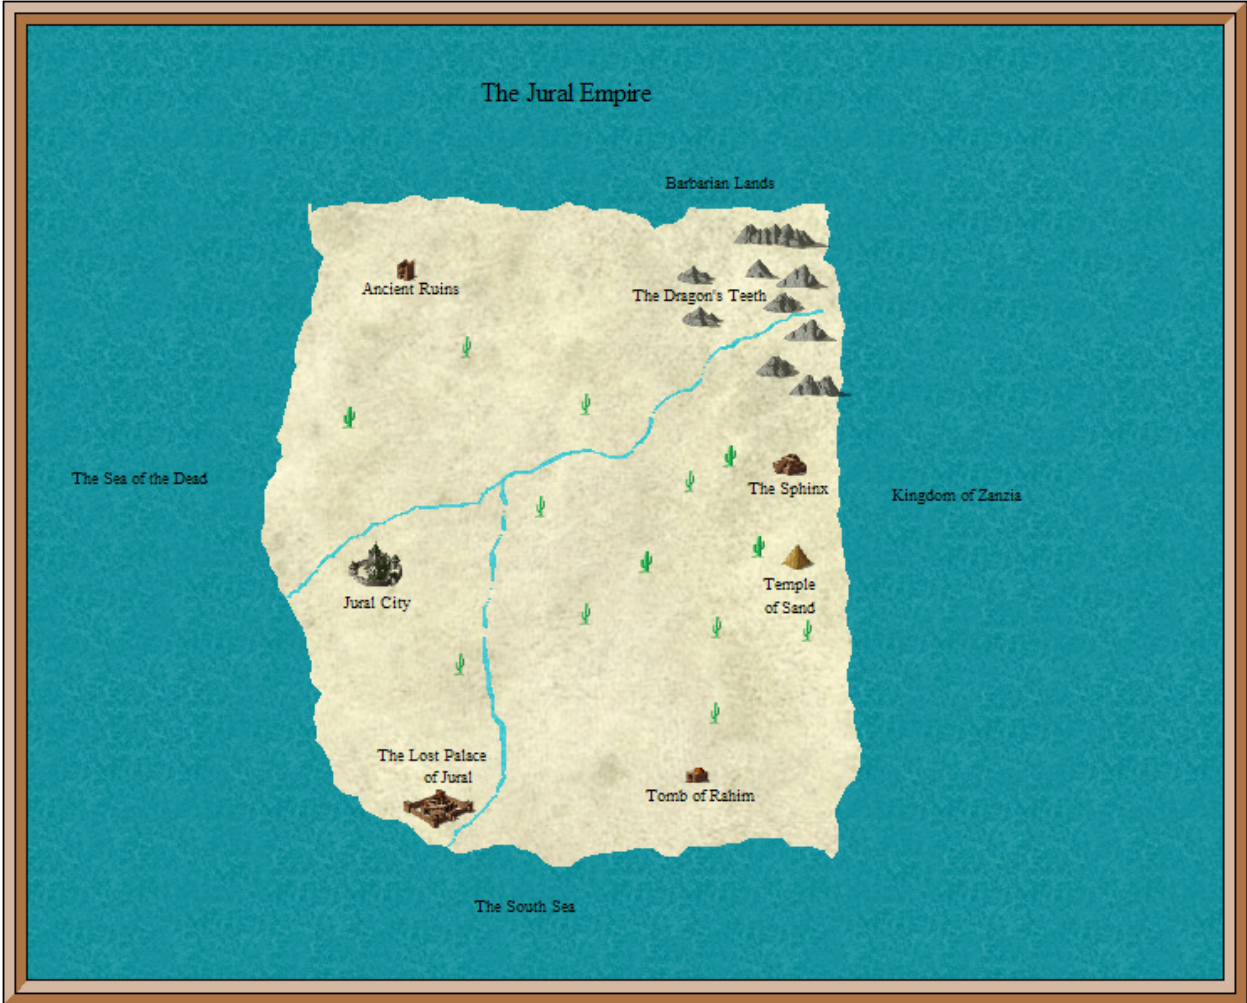 The Jural Empire
Barbarian Lands
Ancient Ruins
The Dragon's Teeth
The Sea of the Dead
The Sphinx
Kingdom of Zanzia
Temple
of Sand
Jural City
The Lost Palace
of Jural
Tomb of Rahim
The South Sea